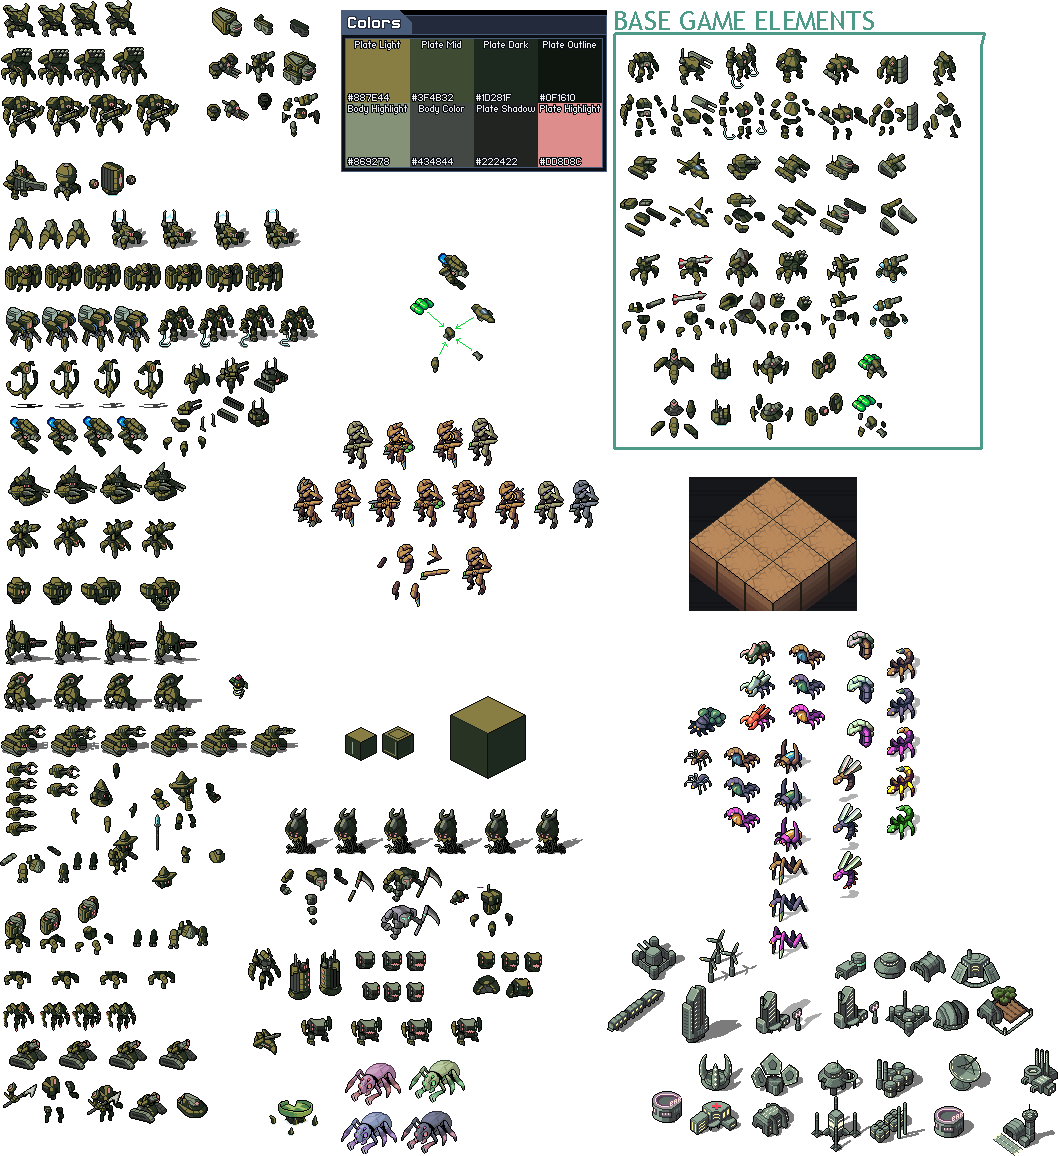 Colors
BASE GAME ELEMENTS
Plate Light Plate Mid Plate Dark Plate Outline
#887E44 #3F4B32 #1D281F #0F1610
Body Highlight Body Color Plate Shadow Plate Highlight
#869278 #434844 #222422 #DD8D8C